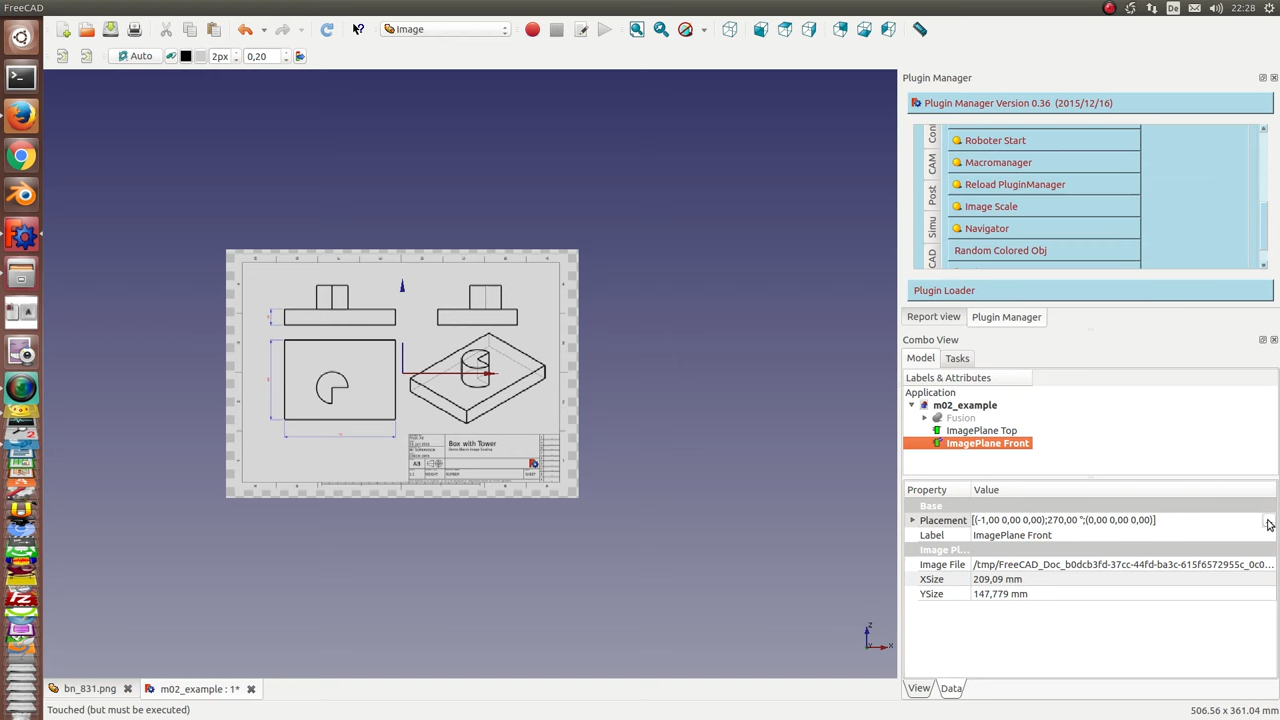 FreeCAD
De
22:28
Image
Auto
2px
0,20
Plugin Manager
Plugin Manager Version 0.36 (2015/12/16)
CAM
Post
Simu
CAD
Roboter Start
Macromanager
Reload PluginManager
Image Scale
Navigator
Random Colored Obj
Plugin Loader
Report view
Plugin Manager
Combo View
Model
Tasks
Labels & Attributes
Application
m02_example
Fusion
ImagePlane Top
ImagePlane Front
Property Value
Base
Placement [(-1,00 0,00 0,00);270,00 °;(0,00 0,00 0,00)]
Label ImagePlane Front
Image Pl...
Image File /tmp/FreeCAD_Doc_b0dcb3fd-37cc-44fd-ba3c-615f6572955c_0c0...
XSize 209,09 mm
YSize 147,779 mm
View
Data
Box with Tower
A3
Z
X
bn_831.png
m02_example : 1*
Touched (but must be executed)
506.56 x 361.04 mm